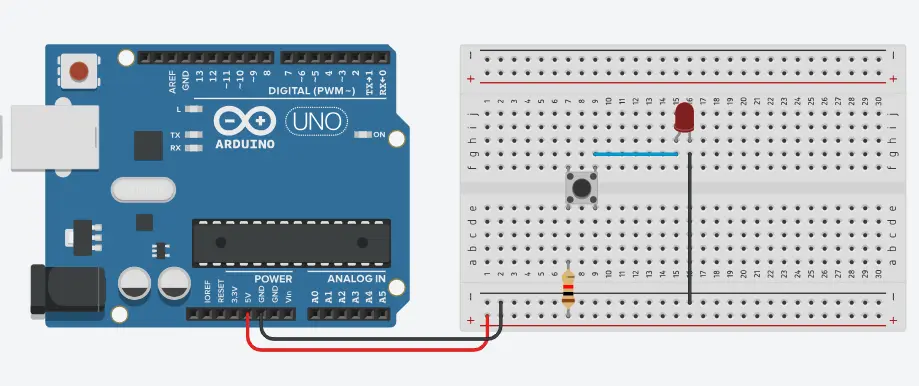 AREF
GND
13
12
~11
~10
~9
8
7
~6
~5
~4
~3
2
TX→1
RX←0
DIGITAL (PWM~)
L
TX
RX
ARDUINO
UNO
ON
POWER
ANALOG IN
IOREF
RESET
3.3V
5V
GND
GND
Vin
A0
A1
A2
A3
A4
A5
- -
+ +
1 2 3 4 5 6 7 8 9 10 11 12 13 14 15 16 17 18 19 20 21 22 23 24 25 26 27 28 29 30
j j
i i
h h
g g
f f
e e
d d
c c
b b
a a
1 2 3 4 5 6 7 8 9 10 11 12 13 14 15 16 17 18 19 20 21 22 23 24 25 26 27 28 29 30
- -
+ +